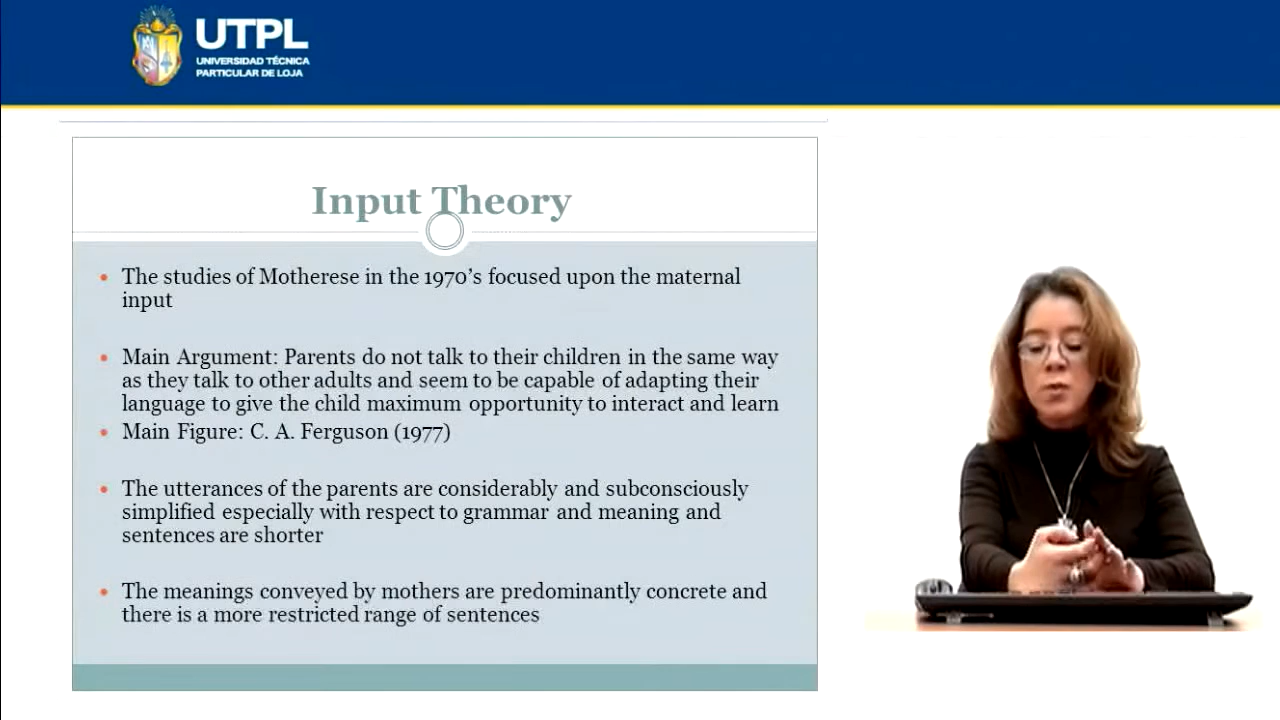 UTPL
UNIVERSIDAD TÉCNICA
PARTICULAR DE LOJA
Input Theory
• The studies of Motherese in the 1970's focused upon the maternal
input
• Main Argument: Parents do not talk to their children in the same way
as they talk to other adults and seem to be capable of adapting their
language to give the child maximum opportunity to interact and learn
• Main Figure: C. A. Ferguson (1977)
• The utterances of the parents are considerably and subconsciously
simplified especially with respect to grammar and meaning and
sentences are shorter
• The meanings conveyed by mothers are predominantly concrete and
there is a more restricted range of sentences